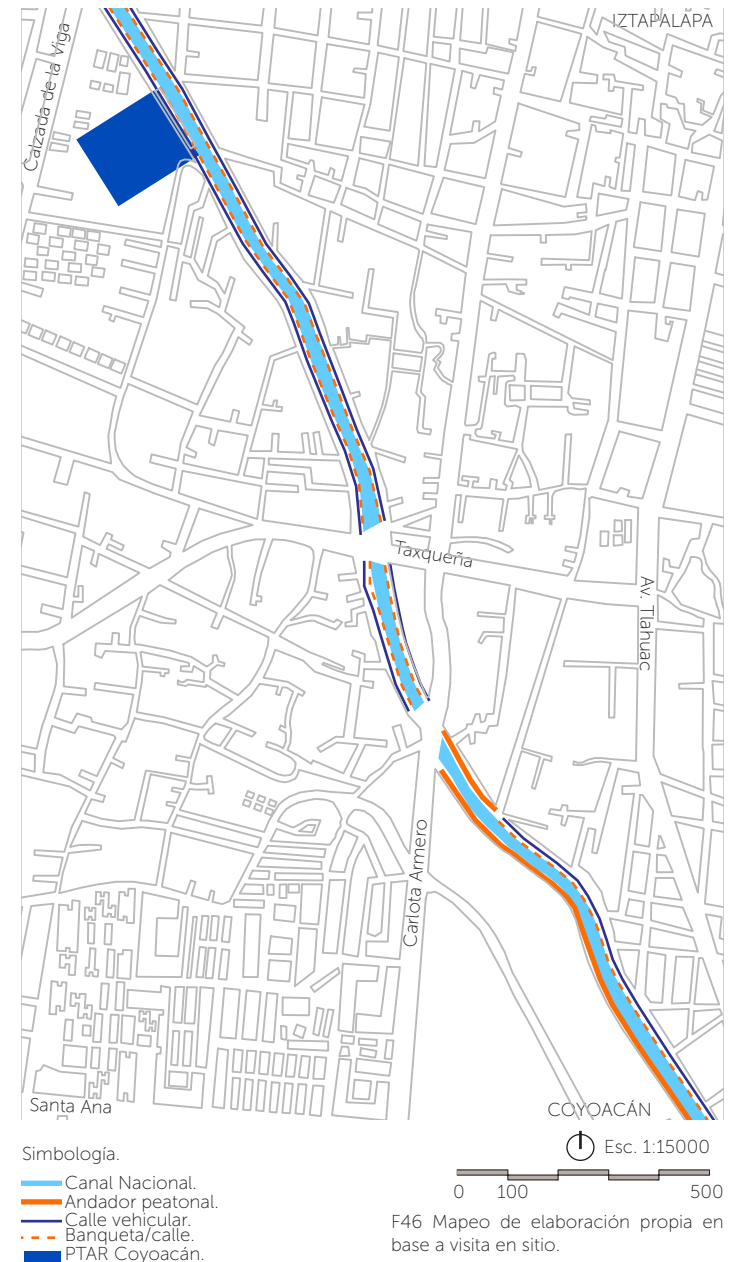 IZTAPALAPA
Calzada de la Viga
Taxqueña
Av. Tlahuac
Carlota Armero
Santa Ana
COYOACÁN
Simbología.
Canal Nacional.
Andador peatonal.
Calle vehicular.
Banqueta/calle.
PTAR Coyoacán.
Esc. 1:15000
0 100 500
F46 Mapeo de elaboración propia en
base a visita en sitio.